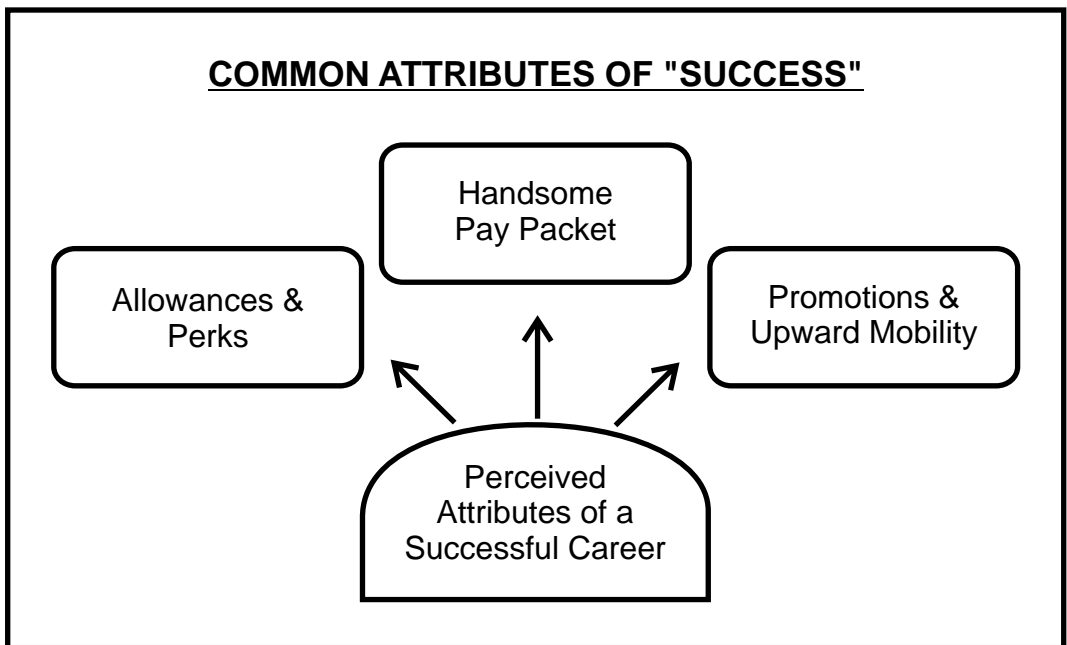 COMMON ATTRIBUTES OF "SUCCESS"
Handsome
Pay Packet
Allowances &
Perks
Promotions &
Upward Mobility
Perceived
Attributes of a
Successful Career